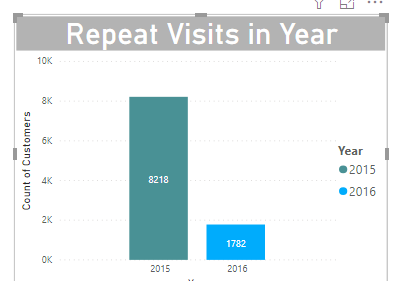 Repeat Visits in Year
10K
8K
6K
4K
2K
0K
Count of Customers
8218
1782
2015
2016
Year
2015
2016